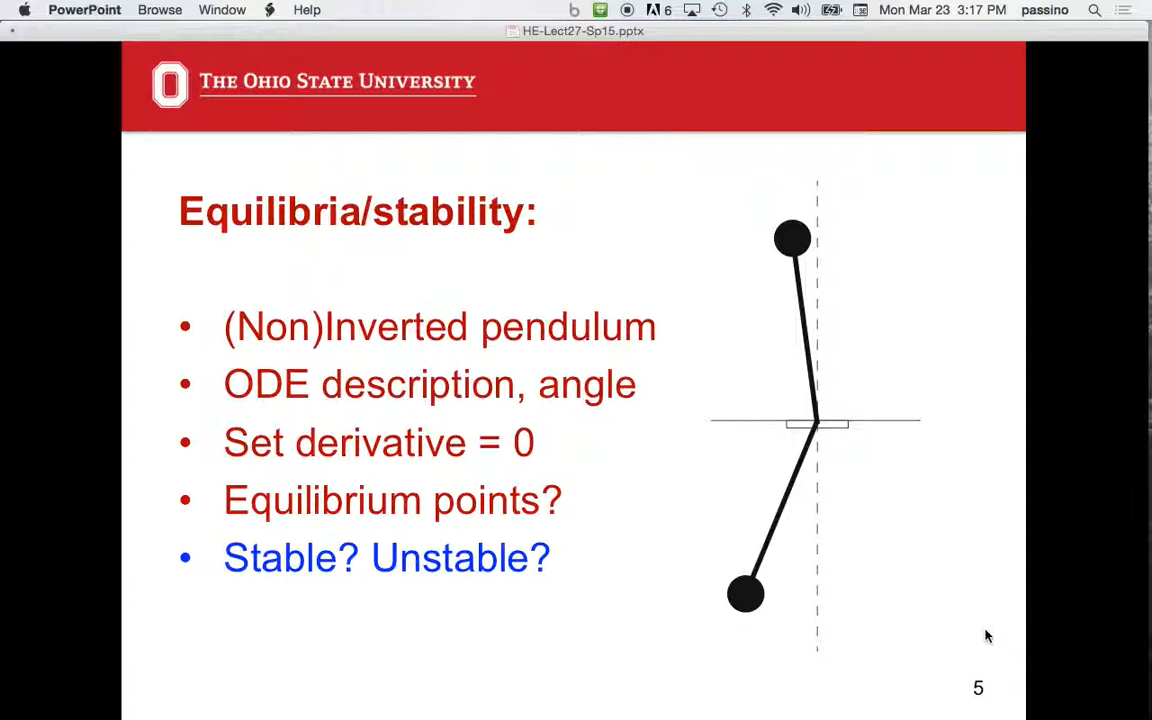 PowerPoint Browse Window Help 6 Mon Mar 23 3:17 PM passino
HE-Lect27-Sp15.pptx
THE OHIO STATE UNIVERSITY
Equilibria/stability:
• (Non)Inverted pendulum
• ODE description, angle
• Set derivative = 0
• Equilibrium points?
• Stable? Unstable?
5